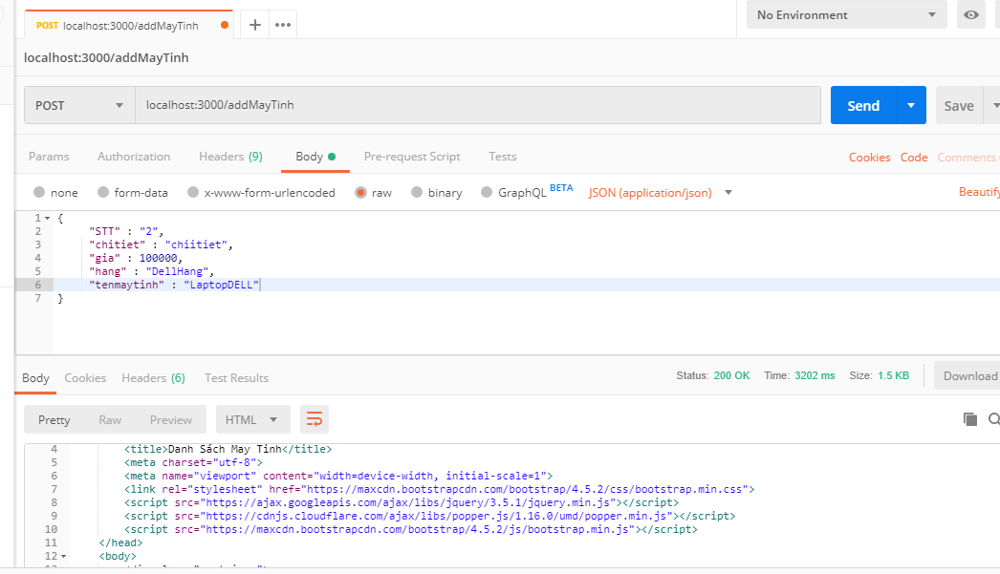 POST localhost:3000/addMayTinh
No Environment
localhost:3000/addMayTinh
POST localhost:3000/addMayTinh Send Save
Params Authorization Headers (9) Body Pre-request Script Tests Cookies Code Comments
none form-data x-www-form-urlencoded raw binary GraphQL BETA JSON (application/json) Beautify
1 {
2 "STT" : "2",
3 "chitiet" : "chiitiet",
4 "gia" : 100000,
5 "hang" : "DellHang",
6 "tenmaytinh" : "LaptopDELL"
7 }
Body Cookies Headers (6) Test Results Status: 200 OK Time: 3202 ms Size: 1.5 KB Download
Pretty Raw Preview HTML
4 <title>Danh Sách May Tinh</title>
5 <meta charset="utf-8">
6 <meta name="viewport" content="width=device-width, initial-scale=1">
7 <link rel="stylesheet" href="https://maxcdn.bootstrapcdn.com/bootstrap/4.5.2/css/bootstrap.min.css">
8 <script src="https://ajax.googleapis.com/ajax/libs/jquery/3.5.1/jquery.min.js"></script>
9 <script src="https://cdnjs.cloudflare.com/ajax/libs/popper.js/1.16.0/umd/popper.min.js"></script>
10 <script src="https://maxcdn.bootstrapcdn.com/bootstrap/4.5.2/js/bootstrap.min.js"></script>
11 </head>
12 <body>